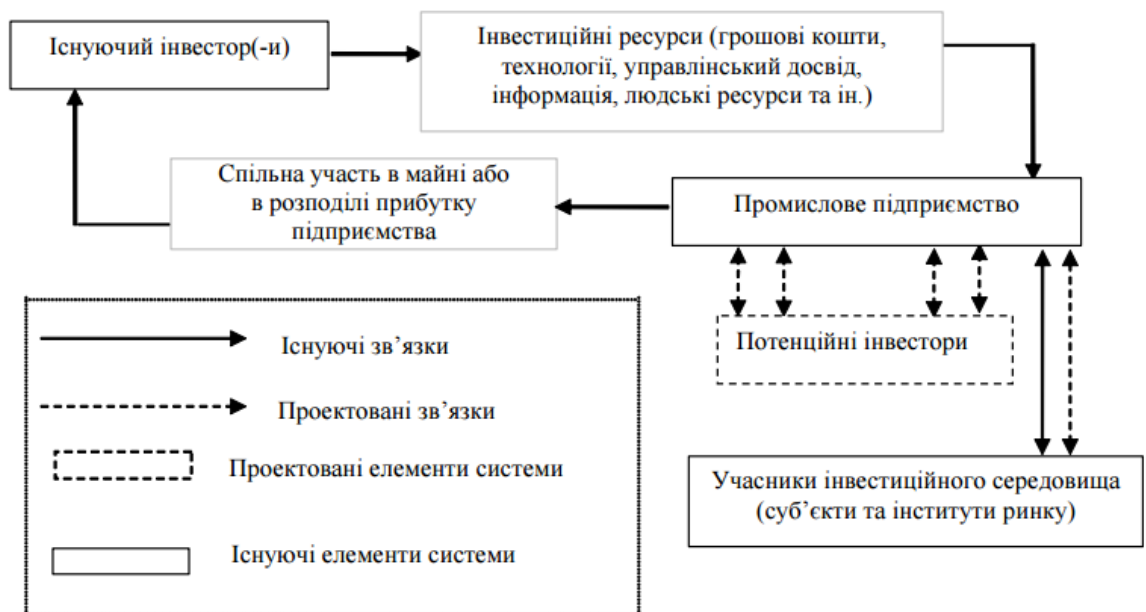 Існуючий інвестор(-и)
Інвестиційні ресурси (грошові кошти,
технології, управлінський досвід,
інформація, людські ресурси та ін.)
Спільна участь в майні або
в розподілі прибутку
підприємства
Промислове підприємство
Потенційні інвестори
Учасники інвестиційного середовища
(суб’єкти та інститути ринку)
Існуючі зв’язки
Проектовані зв’язки
Проектовані елементи системи
Існуючі елементи системи